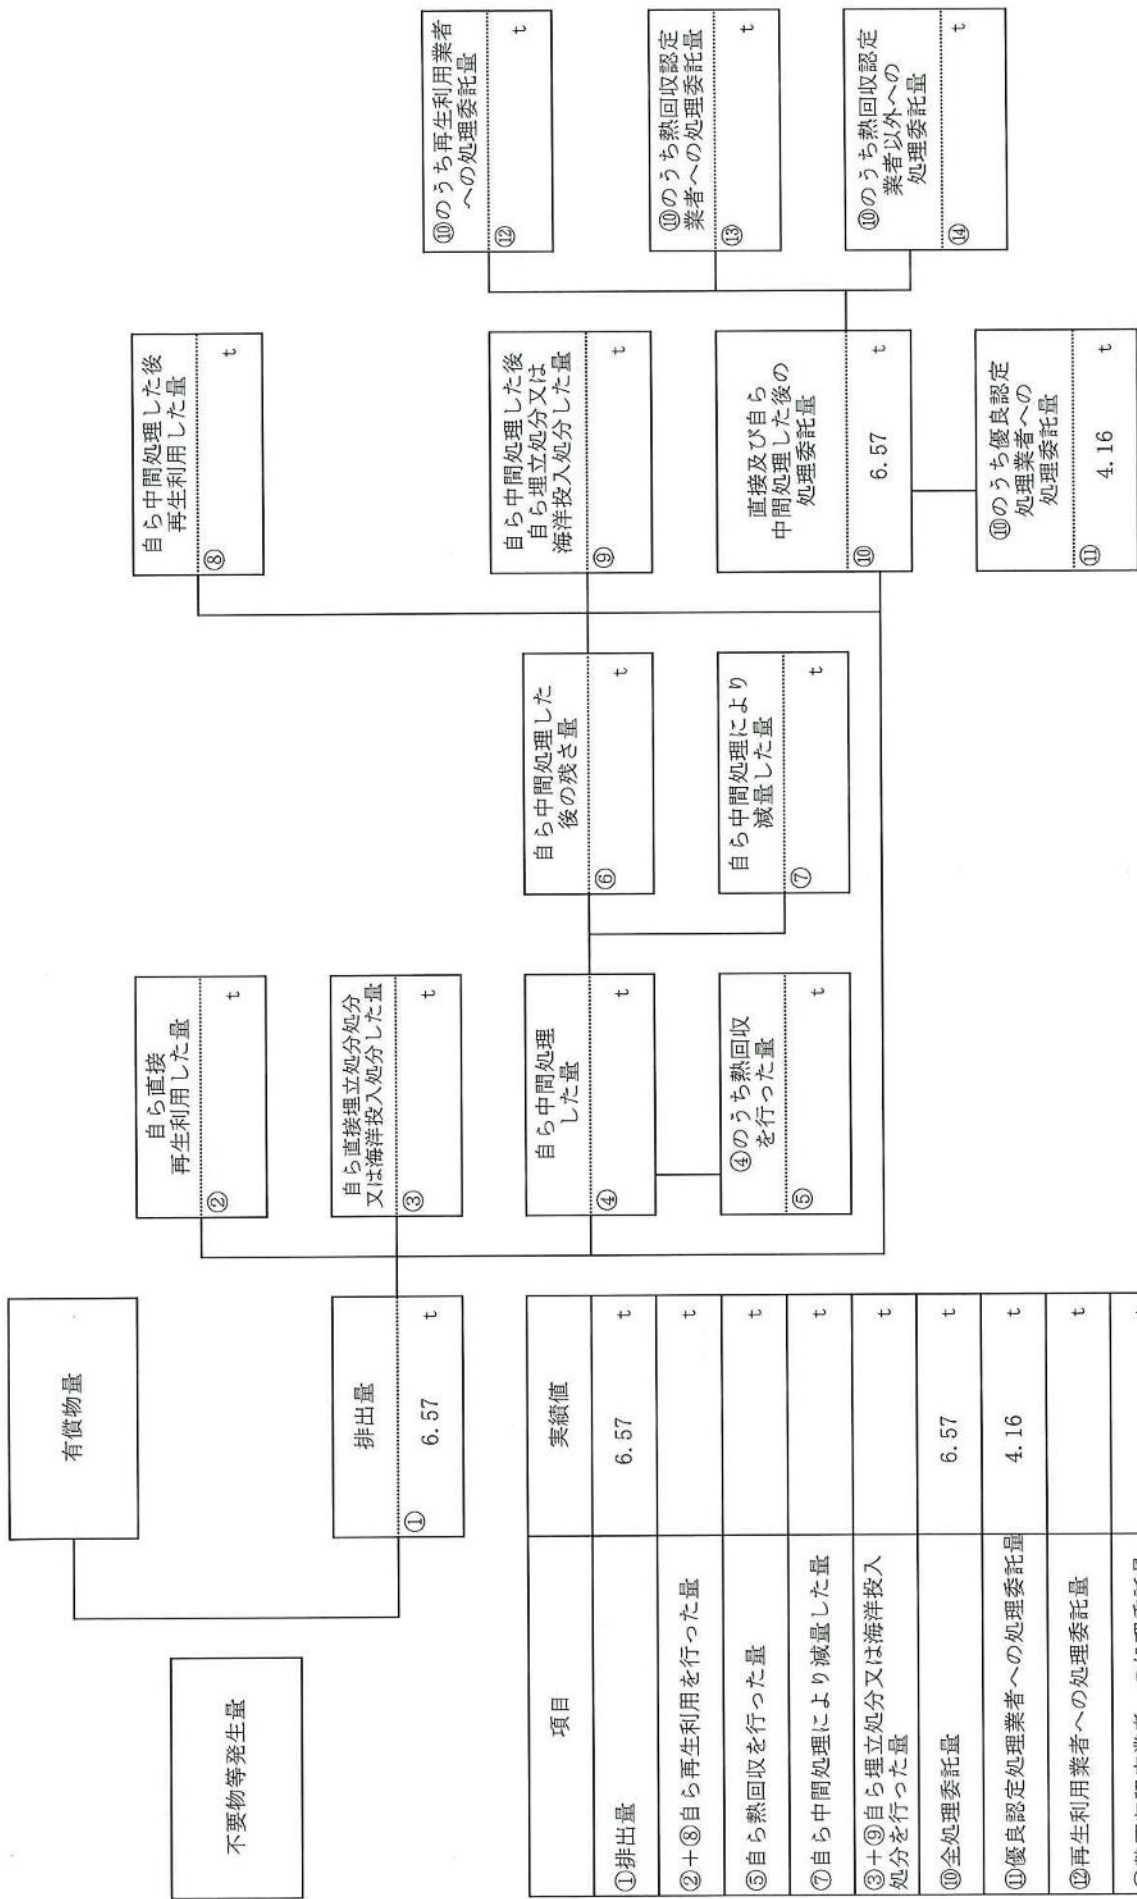 不要物等発生量
有償物量
排出量
①
6.57
t
自ら直接
再生利用した量
②
t
自ら直接埋立処分処分
又は海洋投入処分した量
③
t
自ら中間処理
した量
④
t
④のうち熱回収
を行った量
⑤
t
自ら中間処理した
後の残さ量
⑥
t
自ら中間処理により
減量した量
⑦
t
自ら中間処理した後
再生利用した量
⑧
t
自ら中間処理した後
自ら埋立処分又は
海洋投入処分した量
⑨
t
直接及び自ら
中間処理した後の
処理委託量
⑩
6.57
t
⑩のうち優良認定
処理業者への
処理委託量
⑪
4.16
t
⑩のうち再生利用業者
への処理委託量
⑫
t
⑩のうち熱回収認定
業者への処理委託量
⑬
t
⑩のうち熱回収認定
業者以外への
処理委託量
⑭
t
項目
実績値
①排出量
6.57
t
②+⑧自ら再生利用を行った量
t
⑤自ら熱回収を行った量
t
⑦自ら中間処理により減量した量
t
③+⑨自ら埋立処分又は海洋投入
処分を行った量
t
⑩全処理委託量
6.57
t
⑪優良認定処理業者への処理委託量
4.16
t
⑫再生利用業者への処理委託量
t